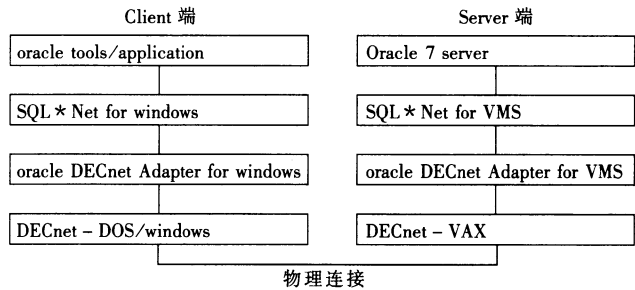 Client 端
Server 端
oracle tools/application
Oracle 7 server
SQL * Net for windows
SQL * Net for VMS
oracle DECnet Adapter for windows
oracle DECnet Adapter for VMS
DECnet - DOS/windows
DECnet - VAX
物理连接